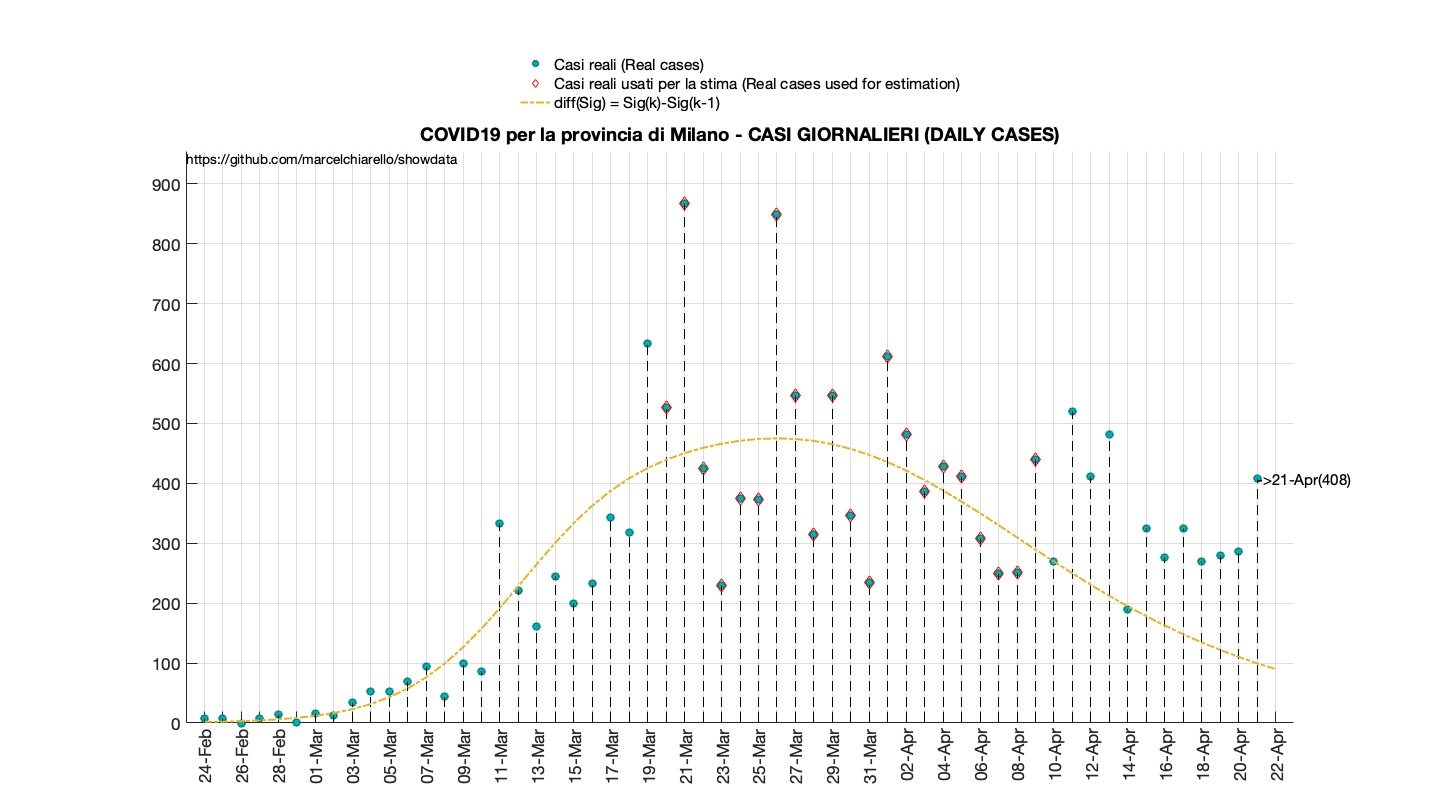 Casi reali (Real cases)
Casi reali usati per la stima (Real cases used for estimation)
diff(Sig) = Sig(k)-Sig(k-1)
COVID19 per la provincia di Milano - CASI GIORNALIERI (DAILY CASES)
https://github.com/marcelchiarello/showdata
900
800
700
600
500
400
300
200
100
0
->21-Apr(408)
24-Feb
26-Feb
28-Feb
01-Mar
03-Mar
05-Mar
07-Mar
09-Mar
11-Mar
13-Mar
15-Mar
17-Mar
19-Mar
21-Mar
23-Mar
25-Mar
27-Mar
29-Mar
31-Mar
02-Apr
04-Apr
06-Apr
08-Apr
10-Apr
12-Apr
14-Apr
16-Apr
18-Apr
20-Apr
22-Apr